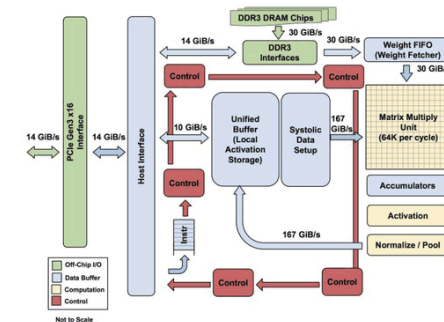 DDR3 DRAM Chips
14 GiB/s
30 GiB/s
30 GiB/s
DDR3
Interfaces
Weight FIFO
(Weight Fetcher)
Control
Control
30 GiB/s
14 GiB/s
PCIe Gen3 x16
Interface
14 GiB/s
Host Interface
10 GiB/s
Unified
Buffer
(Local
Activation
Storage)
Systolic
Data
Setup
167
GiB/s
Matrix Multiply
Unit
(64K per cycle)
Control
Accumulators
Activation
Instr
167 GiB/s
Normalize / Pool
Off-Chip I/O
Data Buffer
Computation
Control
Control
Control
Control
Not to Scale